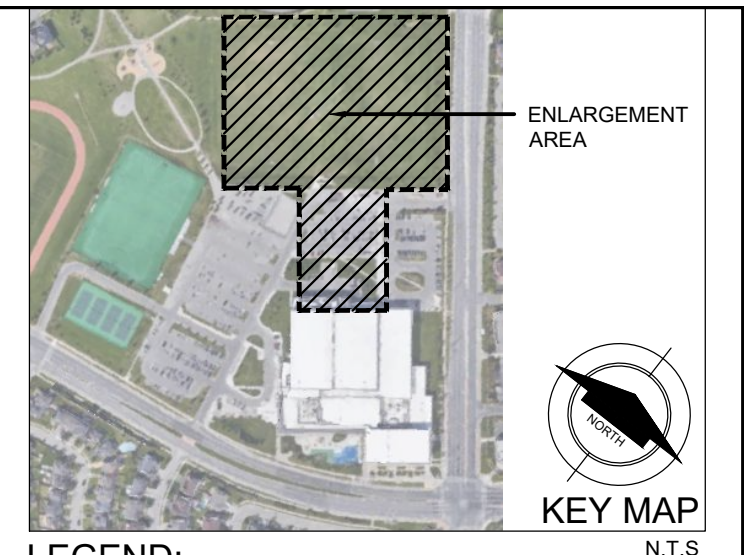 ENLARGEMENT
AREA
NORTH
KEY MAP
N.T.S
LEGEND: